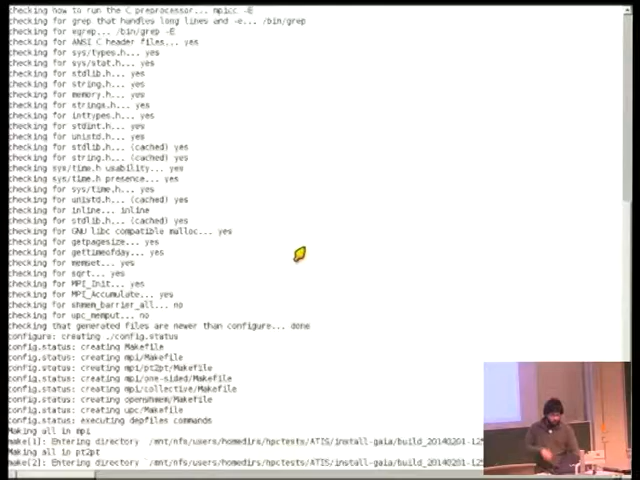 checking how to run the C preprocessor... mpicc -E
checking for grep that handles long lines and -e... /bin/grep
checking for egrep... /bin/grep -E
checking for ANSI C header files... yes
checking for sys/types.h... yes
checking for sys/stat.h... yes
checking for stdlib.h... yes
checking for string.h... yes
checking for memory.h... yes
checking for strings.h... yes
checking for inttypes.h... yes
checking for stdint.h... yes
checking for unistd.h... yes
checking for stdlib.h... (cached) yes
checking for string.h... (cached) yes
checking sys/time.h usability... yes
checking sys/time.h presence... yes
checking for sys/time.h... yes
checking for unistd.h... (cached) yes
checking for inline... inline
checking for stdlib.h... (cached) yes
checking for GNU libc compatible malloc... yes
checking for getpagesize... yes
checking for gettimeofday... yes
checking for memset... yes
checking for sqrt... yes
checking for MPI_Init... yes
checking for MPI_Accumulate... yes
checking for shmem_barrier_all... no
checking for upc_memput... no
checking that generated files are newer than configure... done
configure: creating ./config.status
config.status: creating Makefile
config.status: creating mpi/Makefile
config.status: creating mpi/pt2pt/Makefile
config.status: creating mpi/one-sided/Makefile
config.status: creating mpi/collective/Makefile
config.status: creating openshmem/Makefile
config.status: creating upc/Makefile
config.status: executing depfiles commands
Making all in mpi
make[1]: Entering directory `/mnt/nfs/users/homedirs/hpctests/ATIS/install-gaia/build_20140201-125
Making all in pt2pt
make[2]: Entering directory `/mnt/nfs/users/homedirs/hpctests/ATIS/install-gaia/build_20140201-125